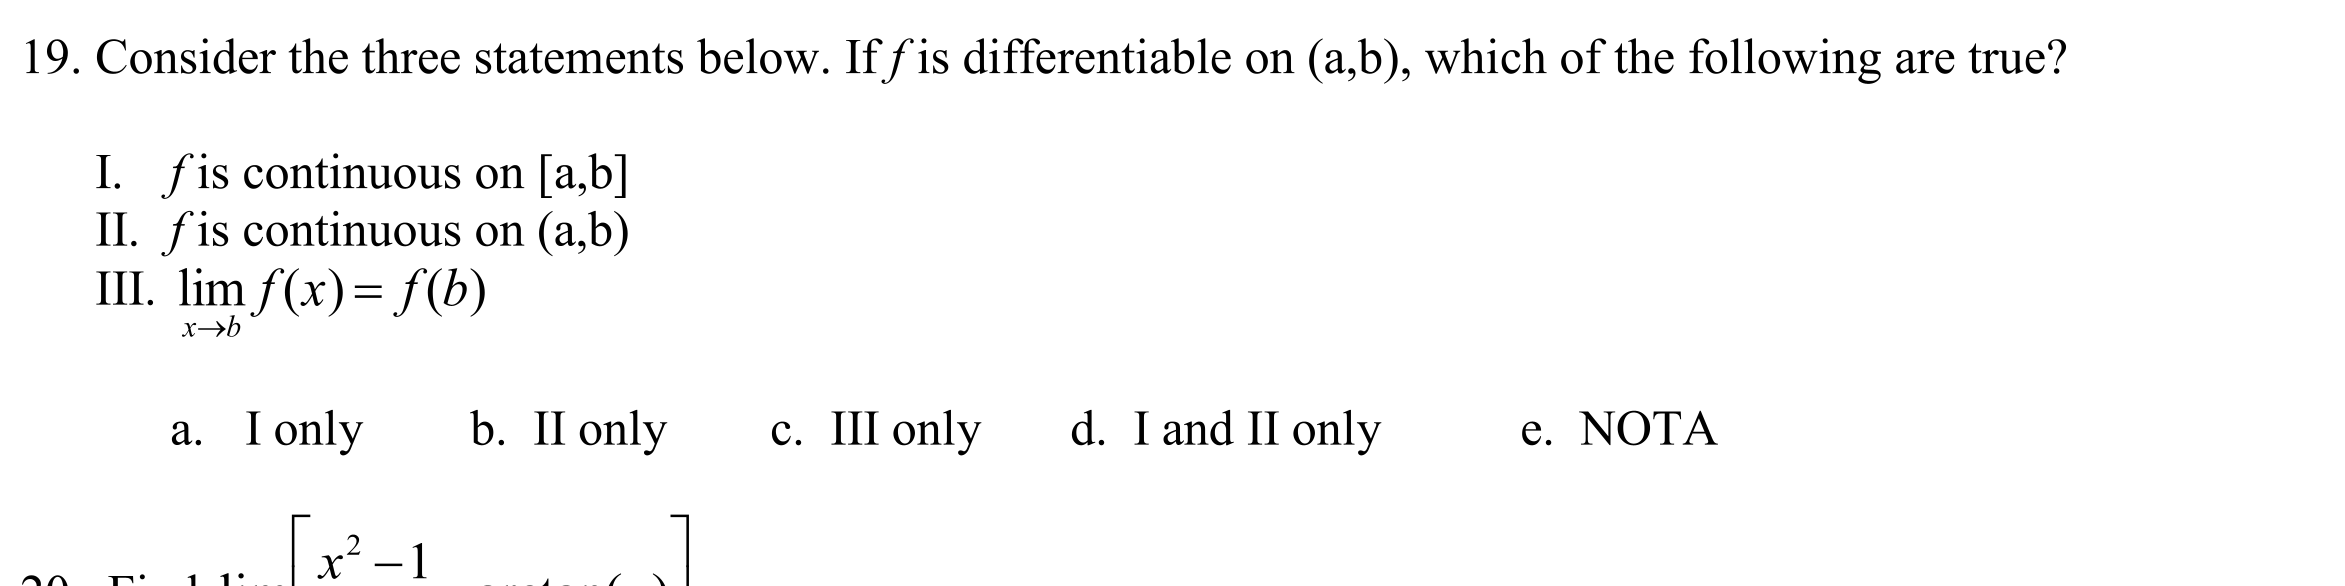 19. Consider the three statements below. If f is differentiable on (a,b), which of the following are true?
I. f is continuous on [a,b]
II. f is continuous on (a,b)
III. lim x→b f(x) = f(b)
a. I only b. II only c. III only d. I and II only e. NOTA
x² – 1